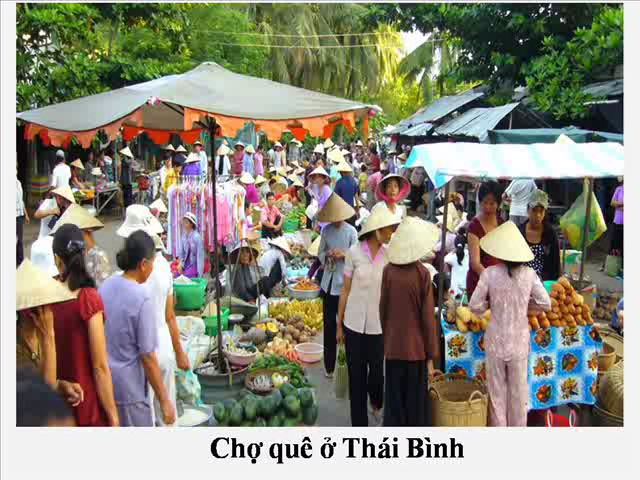 Chợ quê ở Thái Bình